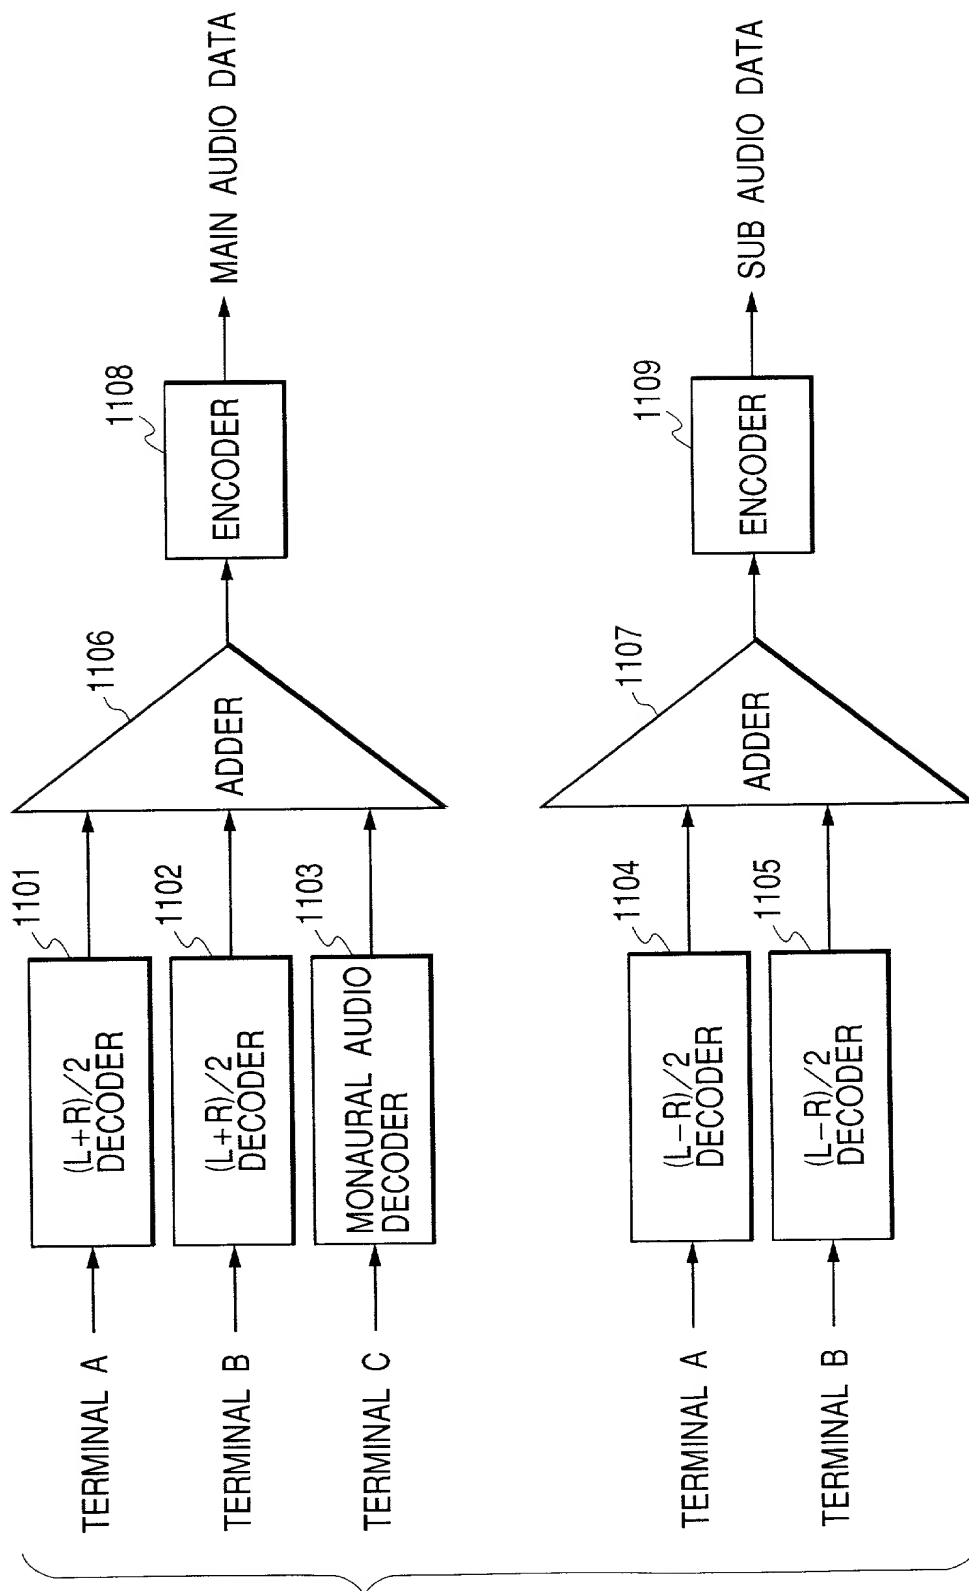 TERMINAL A
(L+R)/2
DECODER
1101
TERMINAL B
(L+R)/2
DECODER
1102
TERMINAL C
MONAURAL AUDIO
DECODER
1103
ADDER
1106
ENCODER
1108
MAIN AUDIO DATA
TERMINAL A
(L−R)/2
DECODER
1104
TERMINAL B
(L−R)/2
DECODER
1105
ADDER
1107
ENCODER
1109
SUB AUDIO DATA